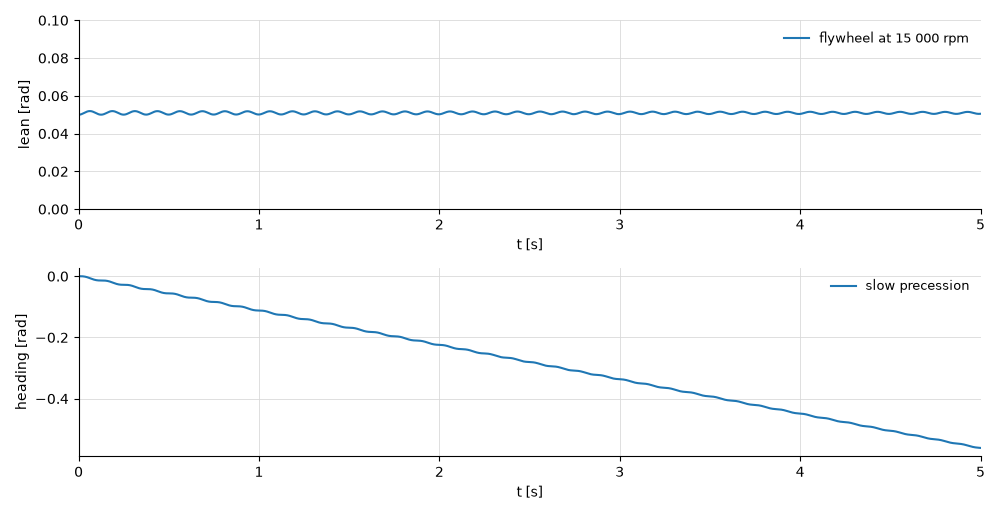 0.10
0.08
0.06
0.04
0.02
0.00
lean [rad]
flywheel at 15 000 rpm
0 1 2 3 4 5
t [s]
0.0
−0.2
−0.4
heading [rad]
slow precession
0 1 2 3 4 5
t [s]